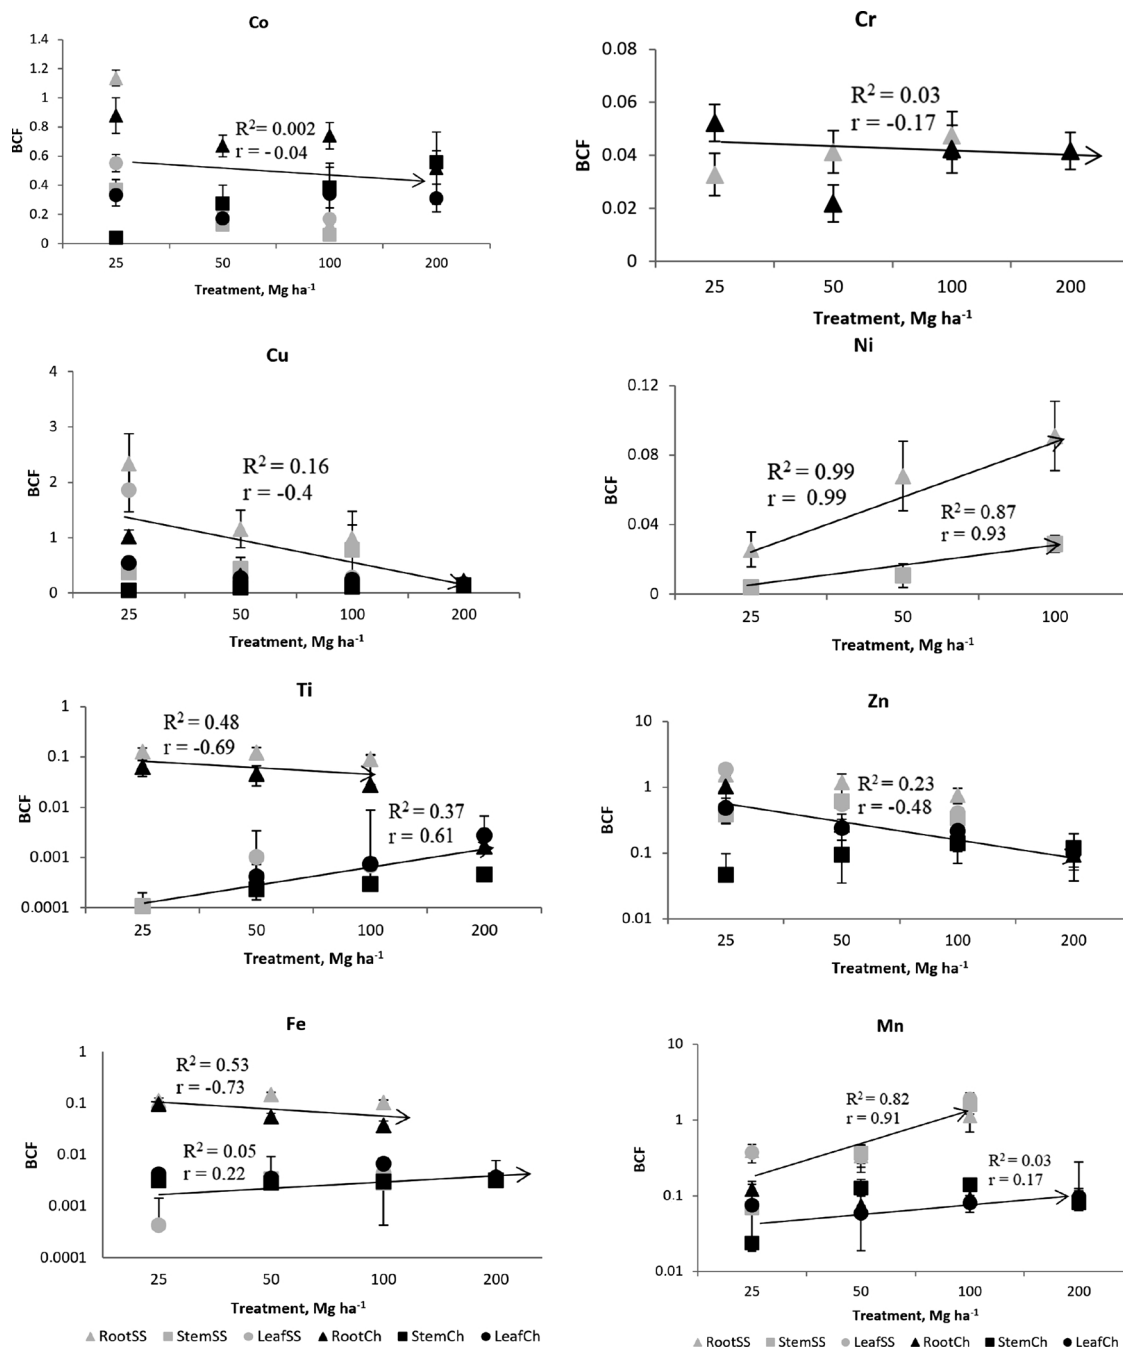 Co
1.4
1.2
1
0.8
0.6
0.4
0.2
0
BCF
R² = 0.002
r = -0.04
25 50 100 200
Treatment, Mg ha⁻¹
Cr
0.08
0.06
0.04
0.02
0
BCF
R² = 0.03
r = -0.17
25 50 100 200
Treatment, Mg ha⁻¹
Cu
4
3
2
1
0
BCF
R² = 0.16
r = -0.4
25 50 100 200
Treatment, Mg ha⁻¹
Ni
0.12
0.08
0.04
0
BCF
R² = 0.99
r = 0.99
R² = 0.87
r = 0.93
25 50 100
Treatment, Mg ha⁻¹
Ti
1
0.1
0.01
0.001
0.0001
BCF
R² = 0.48
r = -0.69
R² = 0.37
r = 0.61
25 50 100 200
Treatment, Mg ha⁻¹
Zn
10
1
0.1
0.01
BCF
R² = 0.23
r = -0.48
25 50 100 200
Treatment, Mg ha⁻¹
Fe
1
0.1
0.01
0.001
0.0001
BCF
R² = 0.53
r = -0.73
R² = 0.05
r = 0.22
25 50 100 200
Treatment, Mg ha⁻¹
RootSS StemSS LeafSS RootCh StemCh LeafCh
Mn
10
1
0.1
0.01
BCF
R² = 0.82
r = 0.91
R² = 0.03
r = 0.17
25 50 100 200
Treatment, Mg ha⁻¹
RootSS StemSS LeafSS RootCh StemCh LeafCh